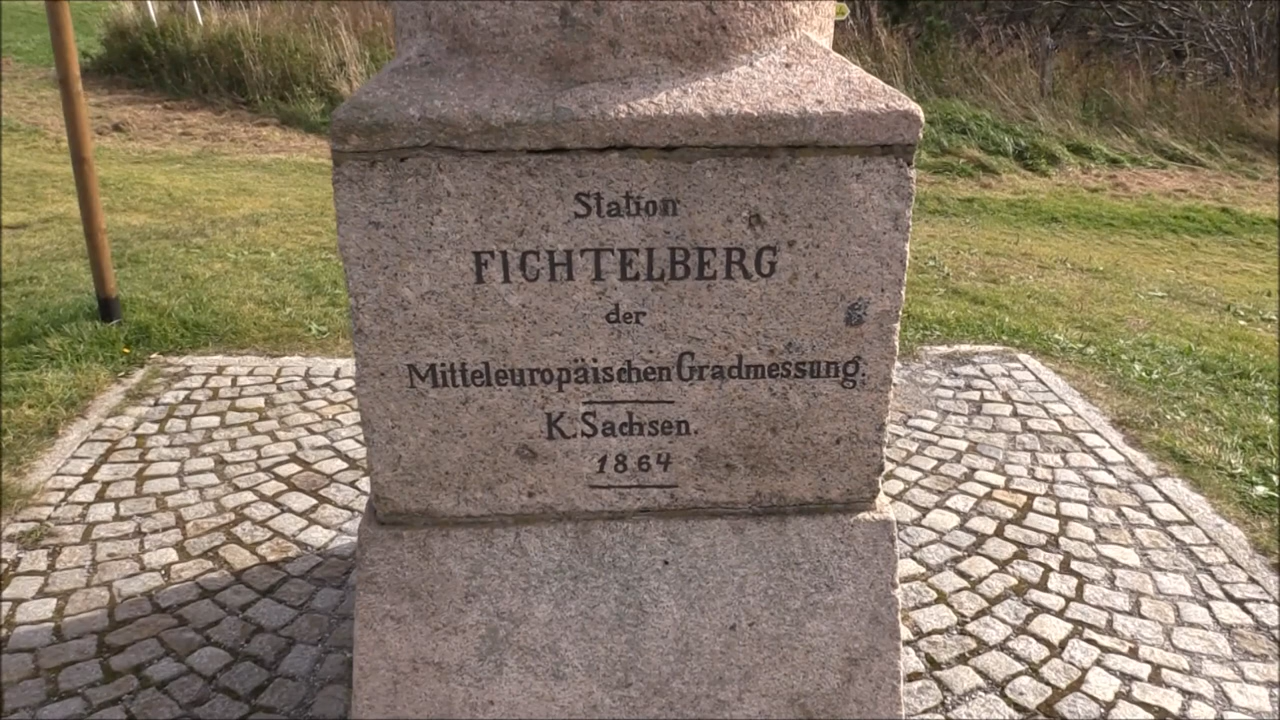 Station
FICHTELBERG
der
Mitteleuropäischen Gradmessung.
K. Sachsen.
1864